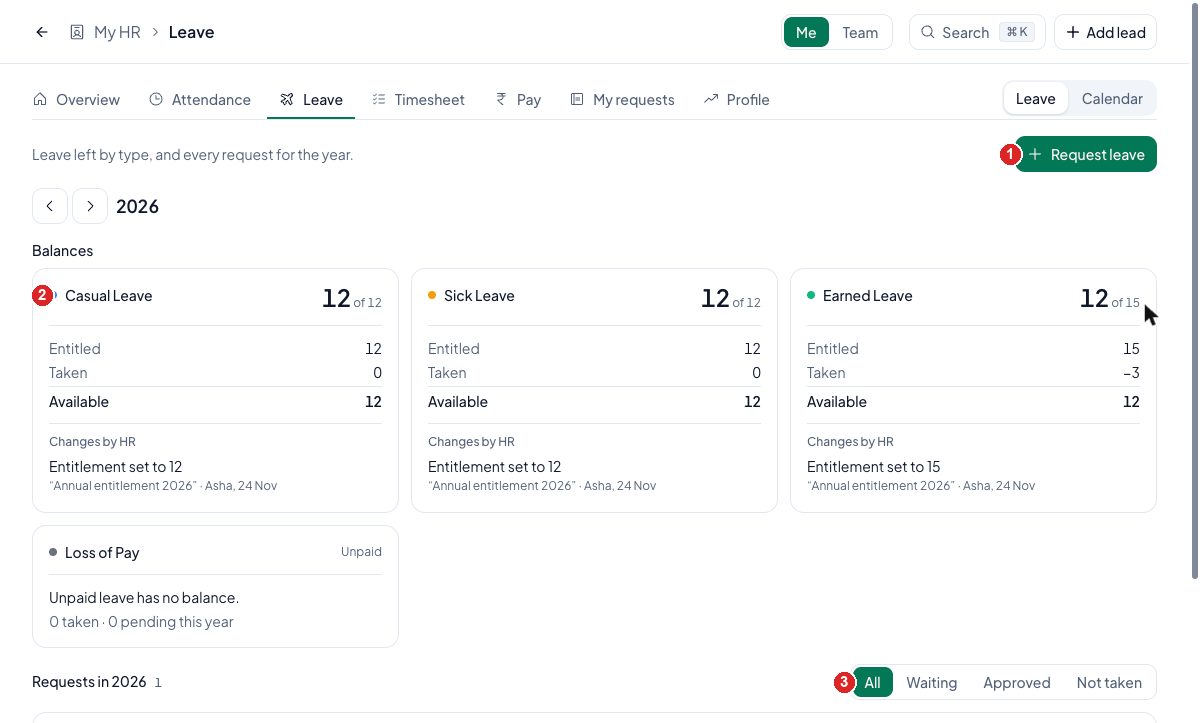 My HR > Leave
Me Team
Search ⌘ K
+ Add lead
Overview Attendance Leave Timesheet ₹ Pay My requests Profile
Leave Calendar
Leave left by type, and every request for the year.
1 + Request leave
2026
Balances
2 Casual Leave 12 of 12
Entitled 12
Taken 0
Available 12
Changes by HR
Entitlement set to 12
“Annual entitlement 2026” · Asha, 24 Nov
Sick Leave 12 of 12
Entitled 12
Taken 0
Available 12
Changes by HR
Entitlement set to 12
“Annual entitlement 2026” · Asha, 24 Nov
Earned Leave 12 of 15
Entitled 15
Taken −3
Available 12
Changes by HR
Entitlement set to 15
“Annual entitlement 2026” · Asha, 24 Nov
Loss of Pay Unpaid
Unpaid leave has no balance.
0 taken · 0 pending this year
Requests in 2026 1
3 All Waiting Approved Not taken